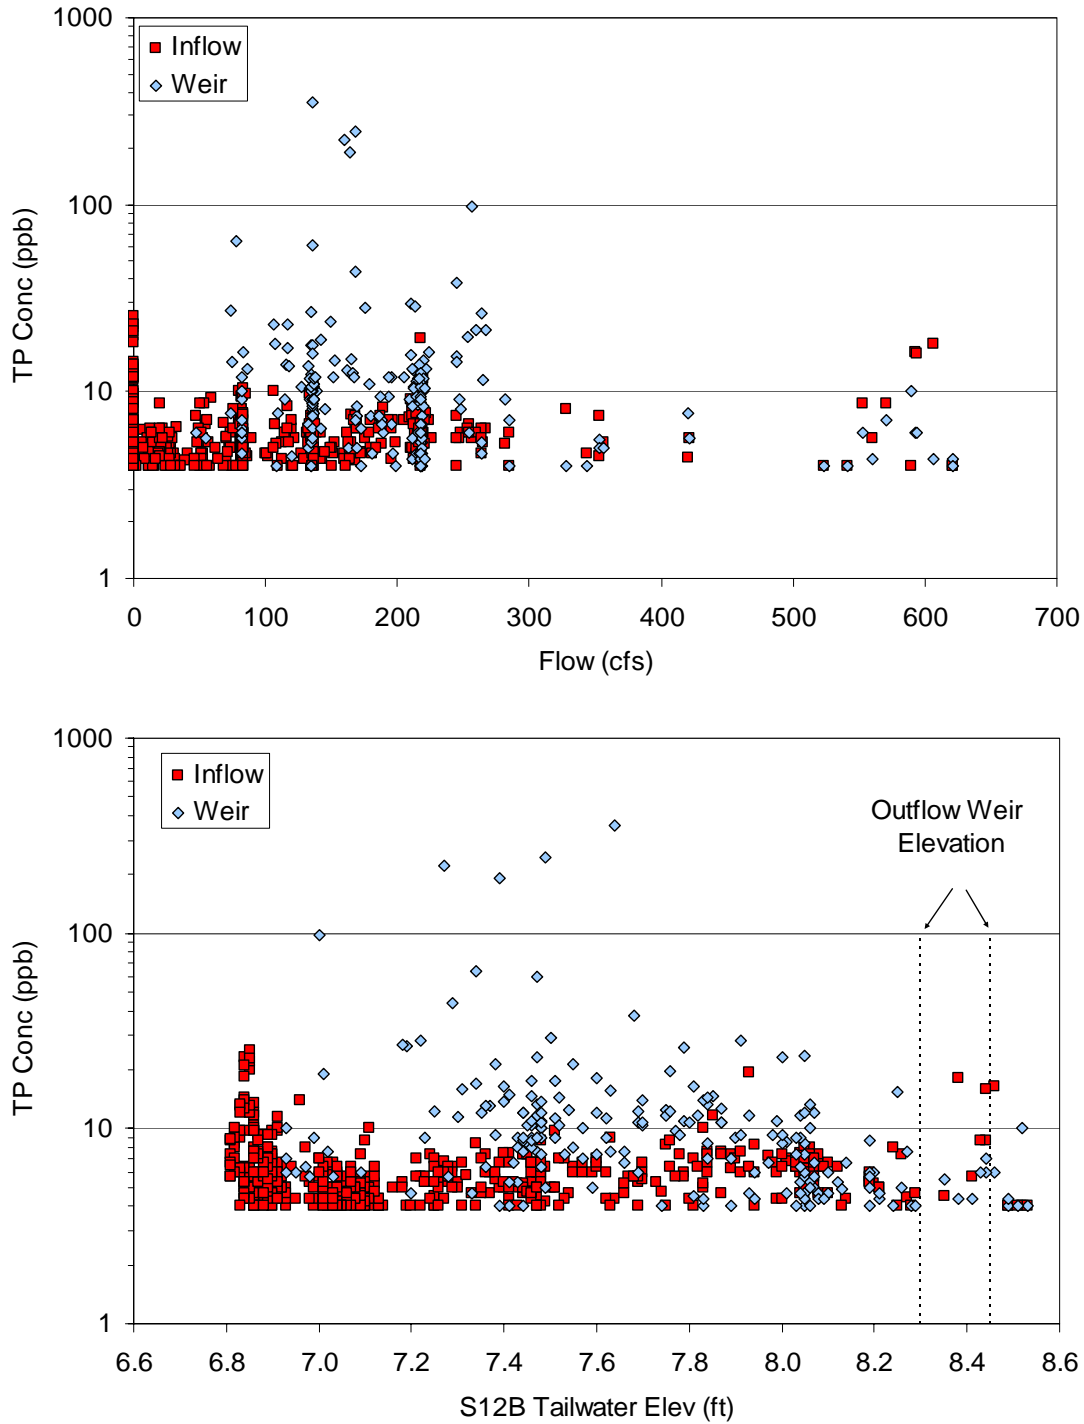 1000
100
10
1
TP Conc (ppb)
Inflow
Weir
0 100 200 300 400 500 600 700
Flow (cfs)
1000
100
10
1
TP Conc (ppb)
Inflow
Weir
Outflow Weir
Elevation
6.6 6.8 7.0 7.2 7.4 7.6 7.8 8.0 8.2 8.4 8.6
S12B Tailwater Elev (ft)